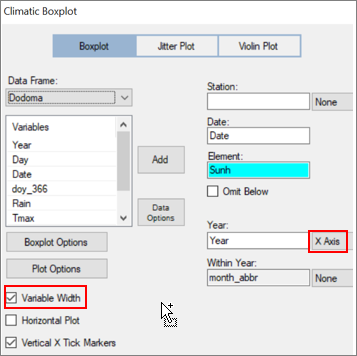 Climatic Boxplot
Boxplot
Jitter Plot
Violin Plot
Data Frame:
Dodoma
Variables
Year
Day
Date
doy_366
Rain
Tmax
Add
Data
Options
Boxplot Options
Plot Options
Variable Width
Horizontal Plot
Vertical X Tick Markers
Station:
None
Date:
Date
Element:
Sunh
Omit Below
Year:
Year
X Axis
Within Year:
month_abbr
None